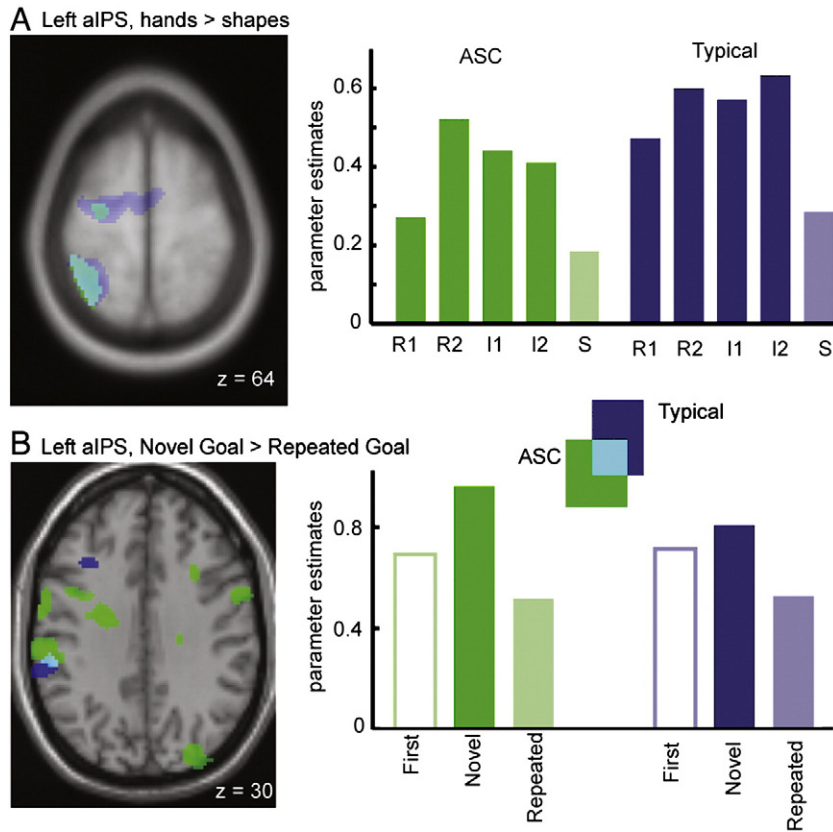 A Left aIPS, hands > shapes
z = 64
ASC Typical
parameter estimates
0.6
0.4
0.2
0
R1 R2 I1 I2 S R1 R2 I1 I2 S
B Left aIPS, Novel Goal > Repeated Goal
z = 30
Typical
ASC
parameter estimates
0.8
0.4
0
First Novel Repeated First Novel Repeated